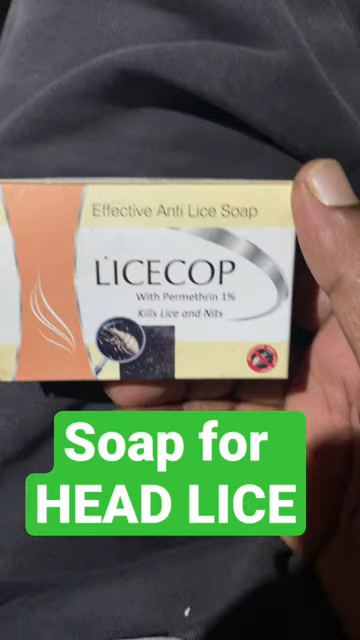 Effective Anti Lice Soap
LICECOP
With Permethrin 1%
Kills Lice and Nits
Soap for
HEAD LICE